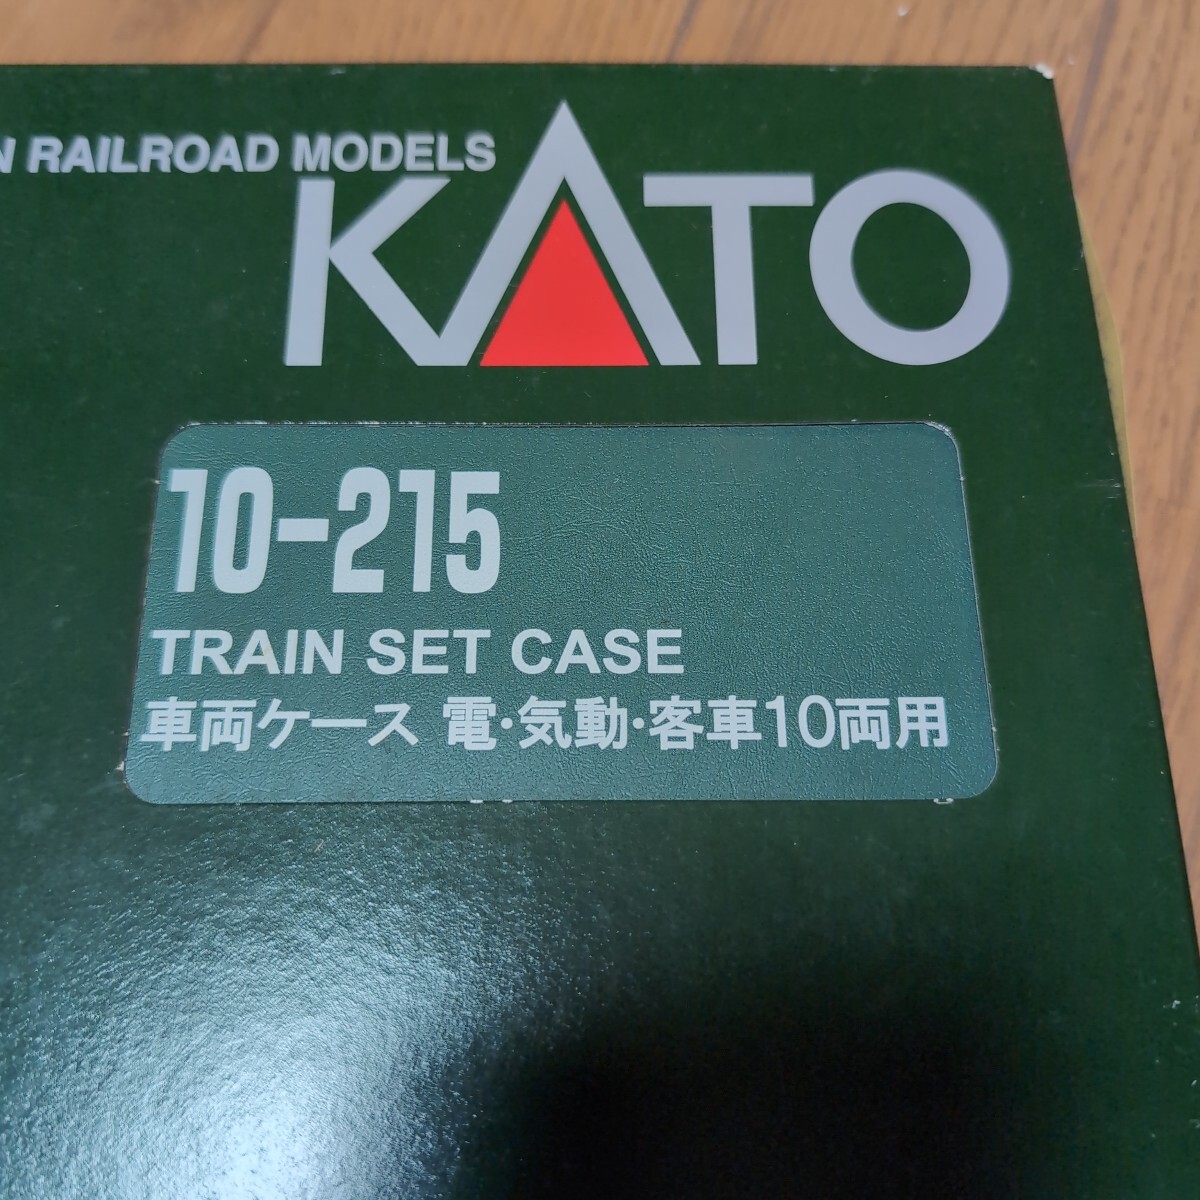 N RAILROAD MODELS
KATO
10-215
TRAIN SET CASE
車両ケース 電・気動・客車10両用